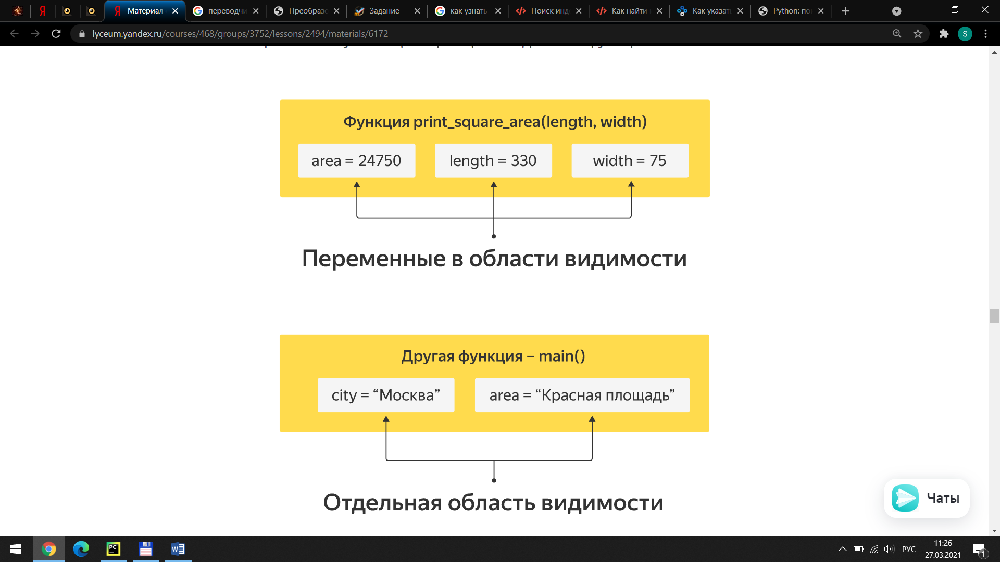 Материал
переводчи
Преобразо
Задание
как узнать
Поиск инд
Как найти
Как указат
Python: по
lyceum.yandex.ru/courses/468/groups/3752/lessons/2494/materials/6172
S
Функция print_square_area(length, width)
area = 24750
length = 330
width = 75
Переменные в области видимости
Другая функция – main()
city = “Москва”
area = “Красная площадь”
Отдельная область видимости
Чаты
РУС
11:26
27.03.2021
1